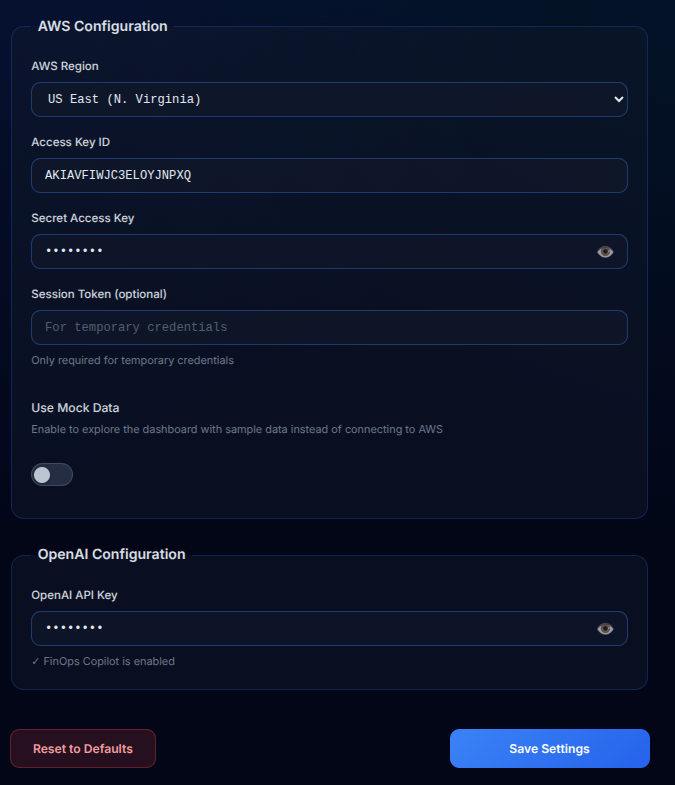 AWS Configuration
AWS Region
US East (N. Virginia)
Access Key ID
AKIAVFIWJC3ELOYJNPXQ
Secret Access Key
••••••••
Session Token (optional)
For temporary credentials
Only required for temporary credentials
Use Mock Data
Enable to explore the dashboard with sample data instead of connecting to AWS
OpenAI Configuration
OpenAI API Key
••••••••
✓ FinOps Copilot is enabled
Reset to Defaults
Save Settings